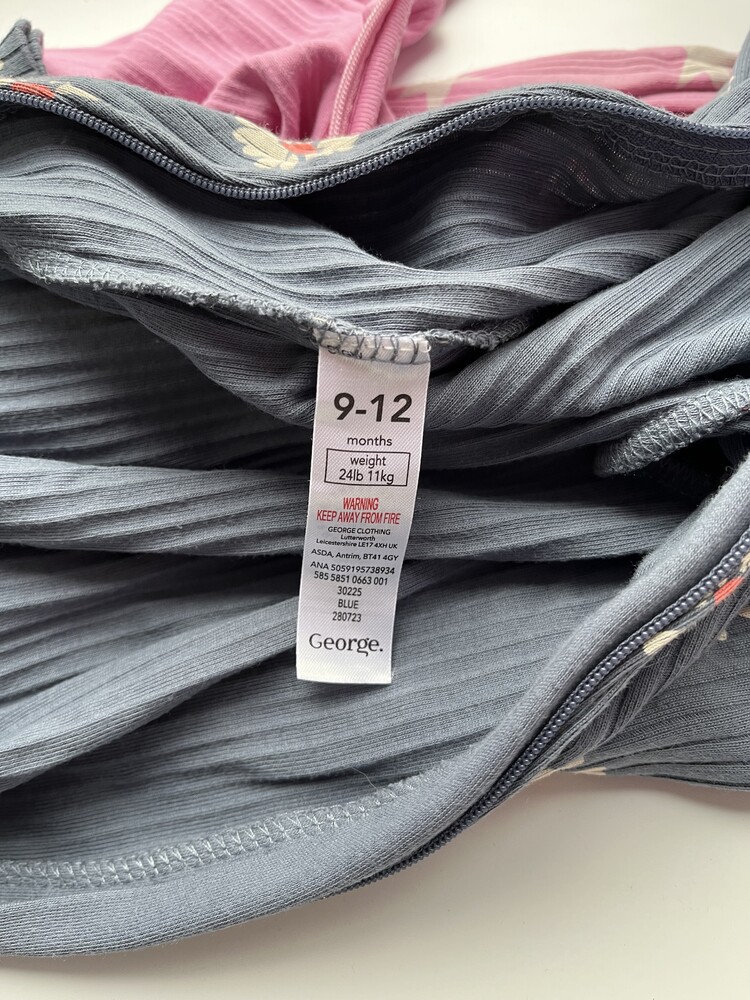 9-12
months
weight
24lb 11kg
WARNING
KEEP AWAY FROM FIRE
GEORGE CLOTHING
Lutterworth
Leicestershire LE17 4XH UK
ASDA, Antrim, BT41 4GY
ANA 5059195738934
585 5851 0663 001
30225
BLUE
280723
George.